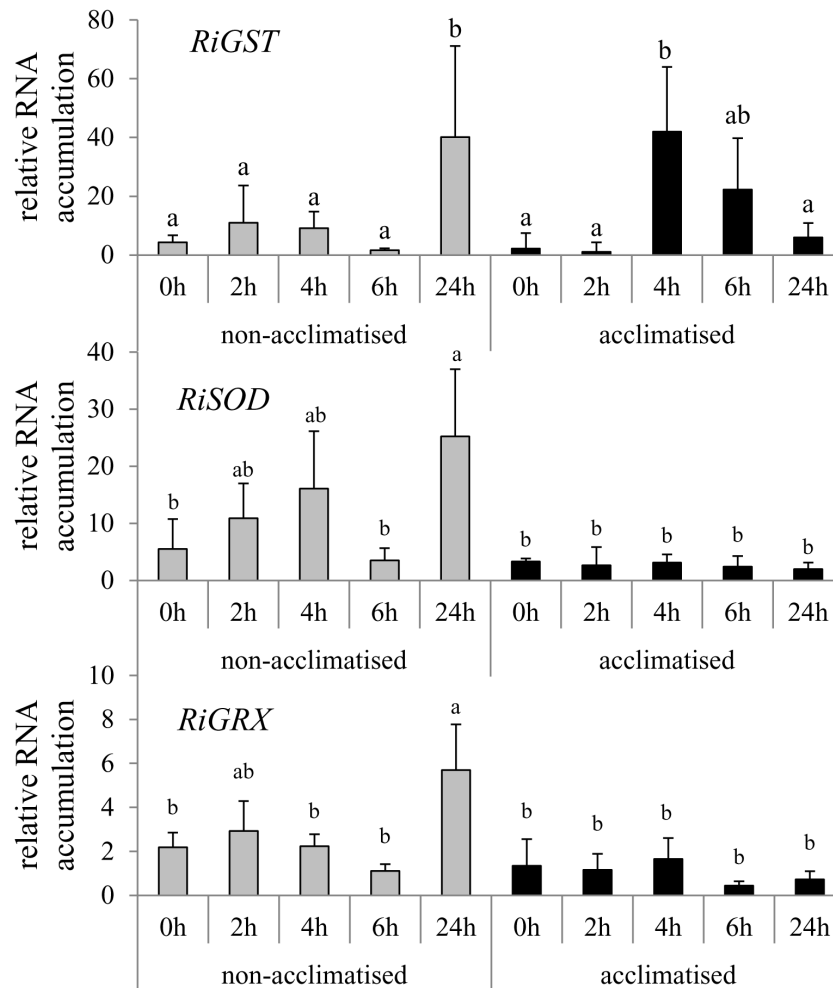 80
RiGST
b
b
60
ab
relative RNA
accumulation
40
a
a
a
20
a
a
a
a
0
0h 2h 4h 6h 24h 0h 2h 4h 6h 24h
non-acclimatised acclimatised
40
a
RiSOD
30
ab
relative RNA
accumulation
ab
20
b
b
10
b b b b b
0
0h 2h 4h 6h 24h 0h 2h 4h 6h 24h
non-acclimatised acclimatised
10
a
RiGRX
8
ab
relative RNA
accumulation
6
b b b
4
b b b
2
b b
0
0h 2h 4h 6h 24h 0h 2h 4h 6h 24h
non-acclimatised acclimatised